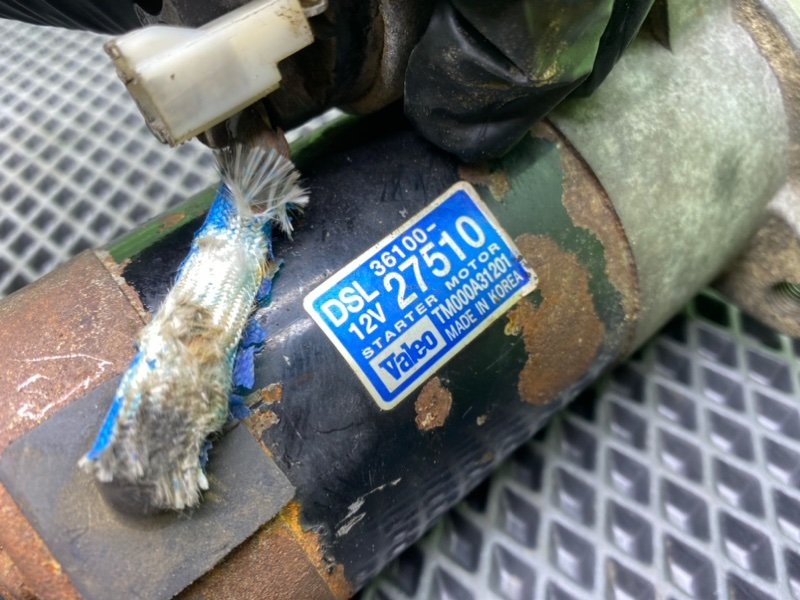 DSL 36100-
12V 27510
STARTER MOTOR
Valeo TM000A31201
MADE IN KOREA